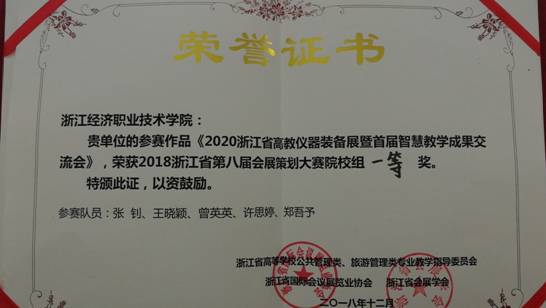 荣誉证书
浙江经济职业技术学院：
贵单位的参赛作品《2020浙江省高教仪器装备展暨首届智慧教学成果交
流会》，荣获2018浙江省第八届会展策划大赛院校组 一等 奖。
特颁此证，以资鼓励。
参赛队员：张 钊、王晓颖、曾英英、许思婷、郑吾予
浙江省高等学校公共管理类、旅游管理类专业教学指导委员会
浙江省国际会议展览业协会 浙江省会展学会
二〇一八年十二月